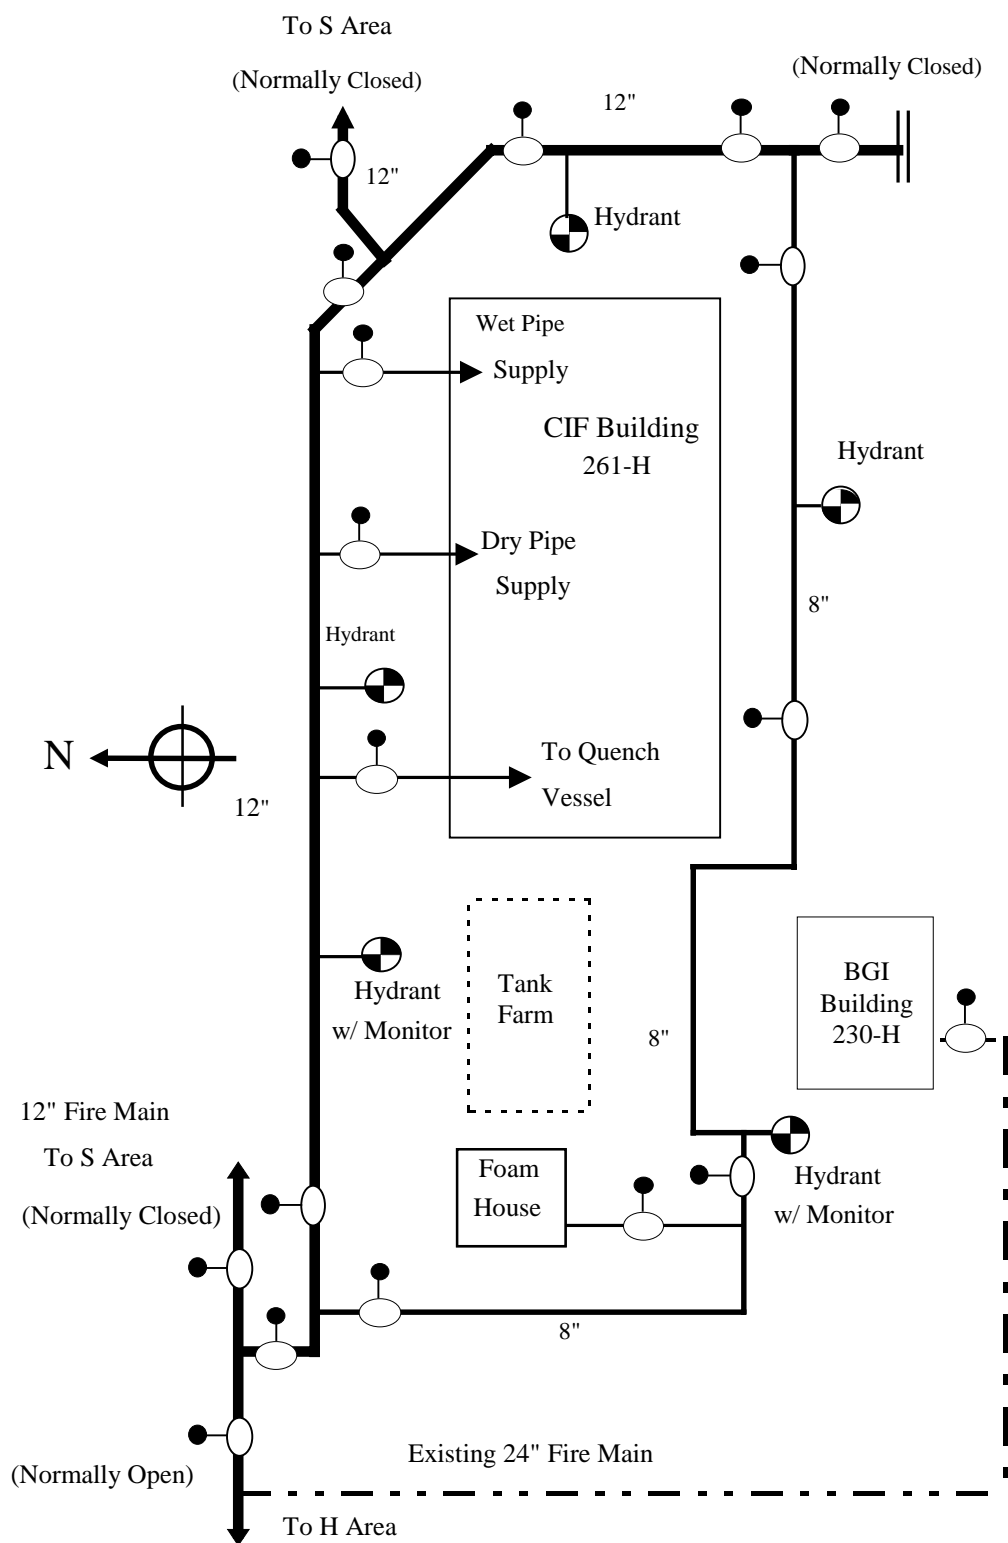 To S Area
(Normally Closed)
(Normally Closed)
12"
12"
Hydrant
Wet Pipe
Supply
CIF Building
261-H
Hydrant
Dry Pipe
Supply
8"
Hydrant
N
To Quench
Vessel
12"
Tank
Farm
BGI
Building
230-H
Hydrant
w/ Monitor
8"
12" Fire Main
To S Area
(Normally Closed)
Foam
House
Hydrant
w/ Monitor
8"
Existing 24" Fire Main
(Normally Open)
To H Area